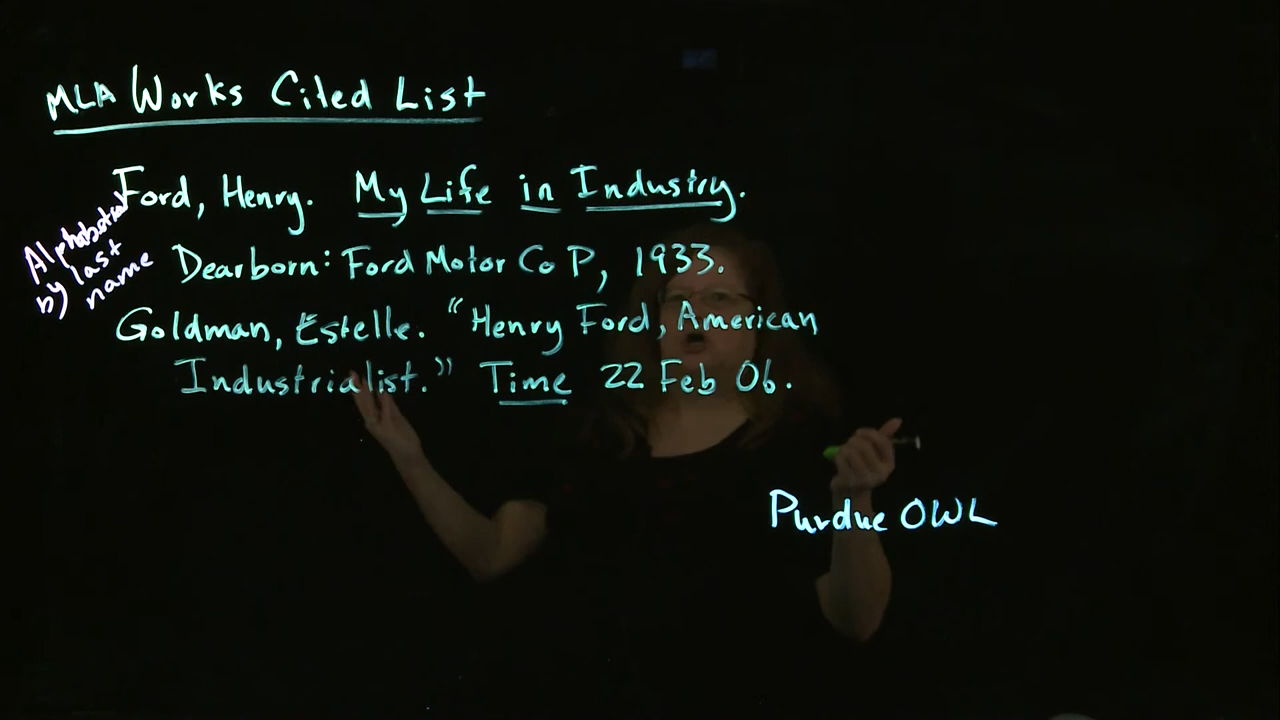 MLA Works Cited List
Ford, Henry. My Life in Industry.
Dearborn: Ford Motor Co P, 1933.
Goldman, Estelle. "Henry Ford, American
Industrialist." Time 22 Feb 06.
Alphabetical
by last
name
Purdue OWL